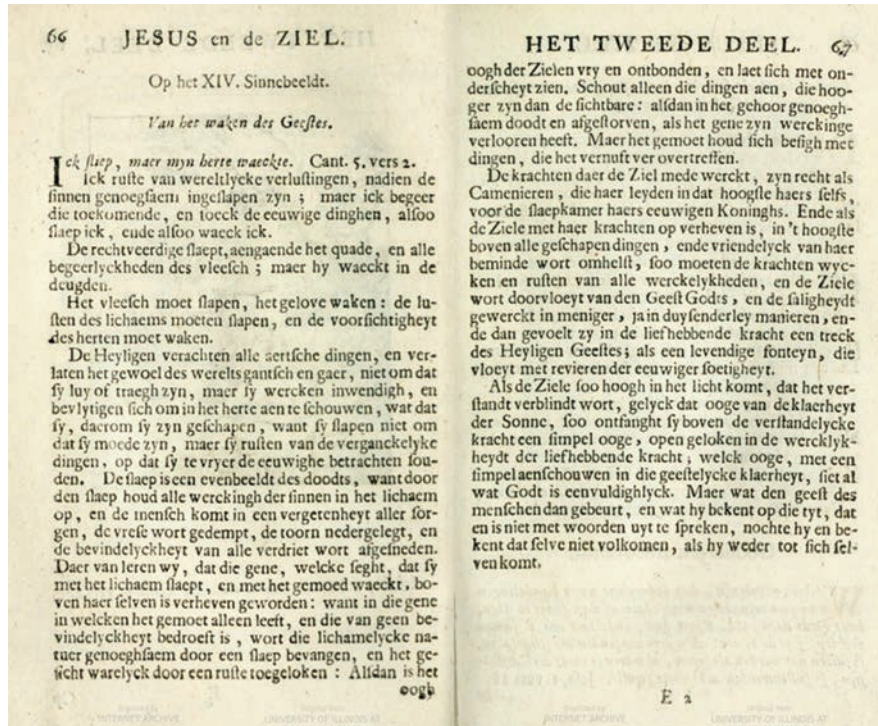 66 JESUS en de ZIEL.
Op het XIV. Sinnebeeldt.
Van het waken des Geestes.
Ick sliep, maer myn herte waeckte. Cant. 5. vers 2.
Ick ruste van wereltlycke verlustingen, nadien de
sinnen genoegsaem ingeslapen zyn ; maer ick begeer
die toekomende, en toeck de eeuwige dinghen, alsoo
slaep ick, ende alsoo waeck ick.
De rechtveerdige slaept, aengaende het quade, en alle
begeerlyckheden des vleesch ; maer hy waeckt in de
deugden.
Het vleesch moet slapen, het gelove waken : de lu-
sten des lichaems moeten slapen, en de voorsichtigheyt
des herten moet waken.
De Heyligen verachten alle aertsche dingen, en ver-
laten het gewoel des werelts gantsch en gaer, niet om dat
sy luy of traegh zyn, maer sy wercken inwendigh, en
bevlytigen sich om in het herte aen te schouwen, wat dat
sy, daerom sy zyn geschapen, want sy slapen niet om
dat sy moede zyn, maer sy rusten van de verganckelyke
dingen, op dat sy te vryer de eeuwighe betrachten sou-
den. De slaep is een evenbeeldt des doodts, want door
den slaep houd alle werckingh der sinnen in het lichaem
op, en de mensch komt in een vergetenheyt aller sor-
gen, de vrese wort gedempt, de toorn nedergelegt, en
de bevindelyckheyt van alle verdriet wort afgesneden.
Daer van leren wy, dat die gene, welcke seght, dat sy
met het lichaem slaept, en met het gemoed waeckt, bo-
ven haer selven is verheven geworden : want in die gene
in welcken het gemoet alleen leeft, en die van geen be-
vindelyckheyt bedroeft is, wort die lichamelycke na-
tuer genoeghsaem door een slaep bevangen, en het ge-
sicht warelyck door een ruste toegeloken : Alsdan is het
oogh
HET TWEEDE DEEL. 67
oogh der Zielen vry en ontbonden, en laet sich met on-
derscheyt zien. Schout alleen die dingen aen, die hoo-
ger zyn dan de sichtbare : alsdan in het gehoor genoegh-
saem doodt en afgestorven, als het gene zyn werckinge
verlooren heeft. Maer het gemoet houd sich besigh met
dingen, die het vernuft ver overtreffen.
De krachten daer de Ziel mede werckt, zyn recht als
Camenieren, die haer leyden in dat hoogste haers selfs,
voor de slaepkamer haers eeuwigen Koninghs. Ende als
de Ziele met haer krachten op verheven is, in 't hoogste
boven alle geschapen dingen, ende vriendelyck van haer
beminde wort omhelst, soo moeten de krachten wyc-
ken en rusten van alle werckelykheden, en de Ziele
wort doorvloeyt van den Geest Godts, en de saligheydt
gewerckt in meniger, ja in duysenderley manieren, en-
de dan gevoelt zy in de liefhebbende kracht een treck
des Heyligen Geestes ; als een levendige fonteyn, die
vloeyt met revieren der eeuwiger soetigheyt.
Als de Ziele soo hoogh in het licht komt, dat het ver-
standt verblindt wort, gelyck dat ooge van de klaerheyt
der Sonne, soo ontfanght sy boven de verstandelycke
kracht een simpel ooge, open geloken in de wercklyk-
heydt der liefhebbende kracht ; welck ooge, met een
simpel aenschouwen in die geestelycke klaerheyt, siet al
wat Godt is eenvuldighlyck. Maer wat den geest des
menschen dan gebeurt, en wat hy bekent op die tyt, dat
en is niet met woorden uyt te spreken, nochte hy en be-
kent dat selve niet volkomen, als hy weder tot sich sel-
ven komt.
E 2
INTERNET ARCHIVE
UNIVERSITY OF ILLINOIS AT
INTERNET ARCHIVE
UNIVERSITY OF ILLINOIS AT